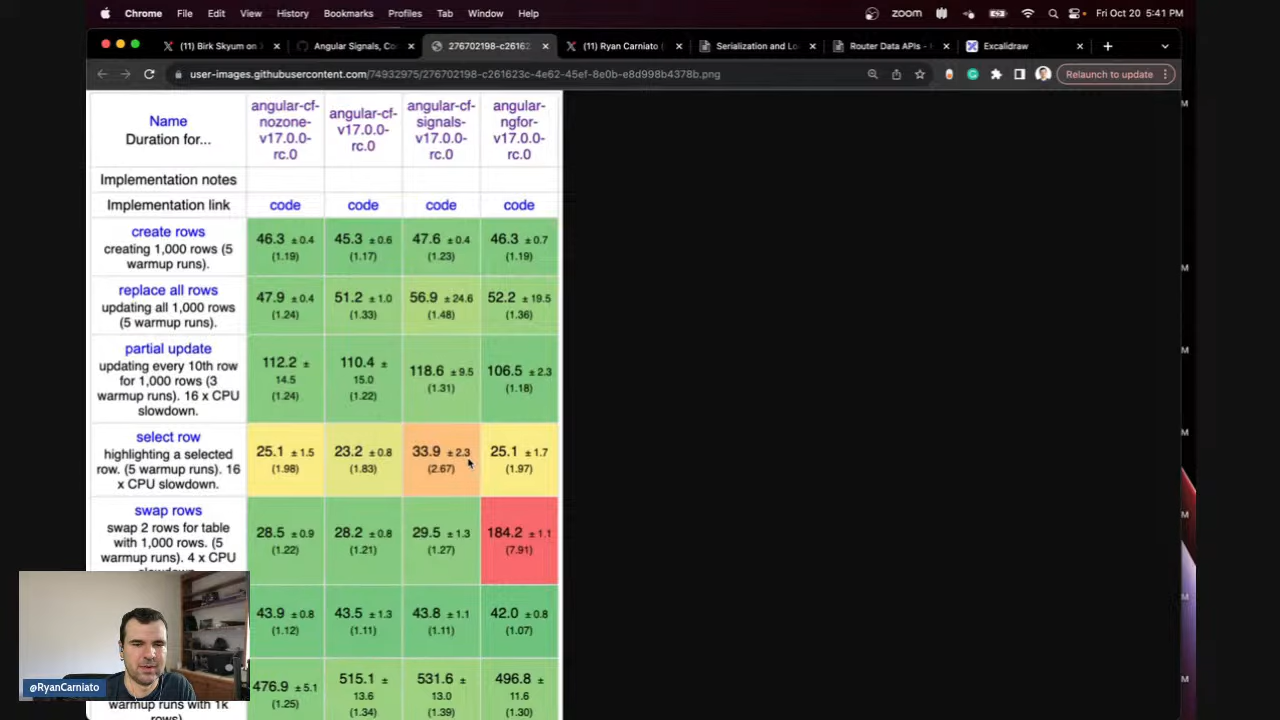 Chrome File Edit View History Bookmarks Profiles Tab Window Help
zoom
Fri Oct 20 5:41 PM
(11) Birk Skyum on
Angular Signals, Co
276702198-c26162
(11) Ryan Carniato
Serialization and Lo
Router Data APIs -
Excalidraw
user-images.githubusercontent.com/74932975/276702198-c261623c-4e62-45ef-8e0b-e8d998b4378b.png
Relaunch to update
Name
Duration for...
angular-cf-
nozone-
v17.0.0-
rc.0
angular-cf-
v17.0.0-
rc.0
angular-cf-
signals-
v17.0.0-
rc.0
angular-
ngfor-
v17.0.0-
rc.0
Implementation notes
Implementation link
code
code
code
code
create rows
creating 1,000 rows (5
warmup runs).
46.3 ± 0.4
(1.19)
45.3 ± 0.6
(1.17)
47.6 ± 0.4
(1.23)
46.3 ± 0.7
(1.19)
replace all rows
updating all 1,000 rows
(5 warmup runs).
47.9 ± 0.4
(1.24)
51.2 ± 1.0
(1.33)
56.9 ± 24.6
(1.48)
52.2 ± 19.5
(1.36)
partial update
updating every 10th row
for 1,000 rows (3
warmup runs). 16 x CPU
slowdown.
112.2 ±
14.5
(1.24)
110.4 ±
15.0
(1.22)
118.6 ± 9.5
(1.31)
106.5 ± 2.3
(1.18)
select row
highlighting a selected
row. (5 warmup runs). 16
x CPU slowdown.
25.1 ± 1.5
(1.98)
23.2 ± 0.8
(1.83)
33.9 ± 2.3
(2.67)
25.1 ± 1.7
(1.97)
swap rows
swap 2 rows for table
with 1,000 rows. (5
warmup runs). 4 x CPU
28.5 ± 0.9
(1.22)
28.2 ± 0.8
(1.21)
29.5 ± 1.3
(1.27)
184.2 ± 1.1
(7.91)
43.9 ± 0.8
(1.12)
43.5 ± 1.3
(1.11)
43.8 ± 1.1
(1.11)
42.0 ± 0.8
(1.07)
warmup runs with 1k
476.9 ± 5.1
(1.25)
515.1 ±
13.6
(1.34)
531.6 ±
13.0
(1.39)
496.8 ±
11.6
(1.30)
@RyanCarniato